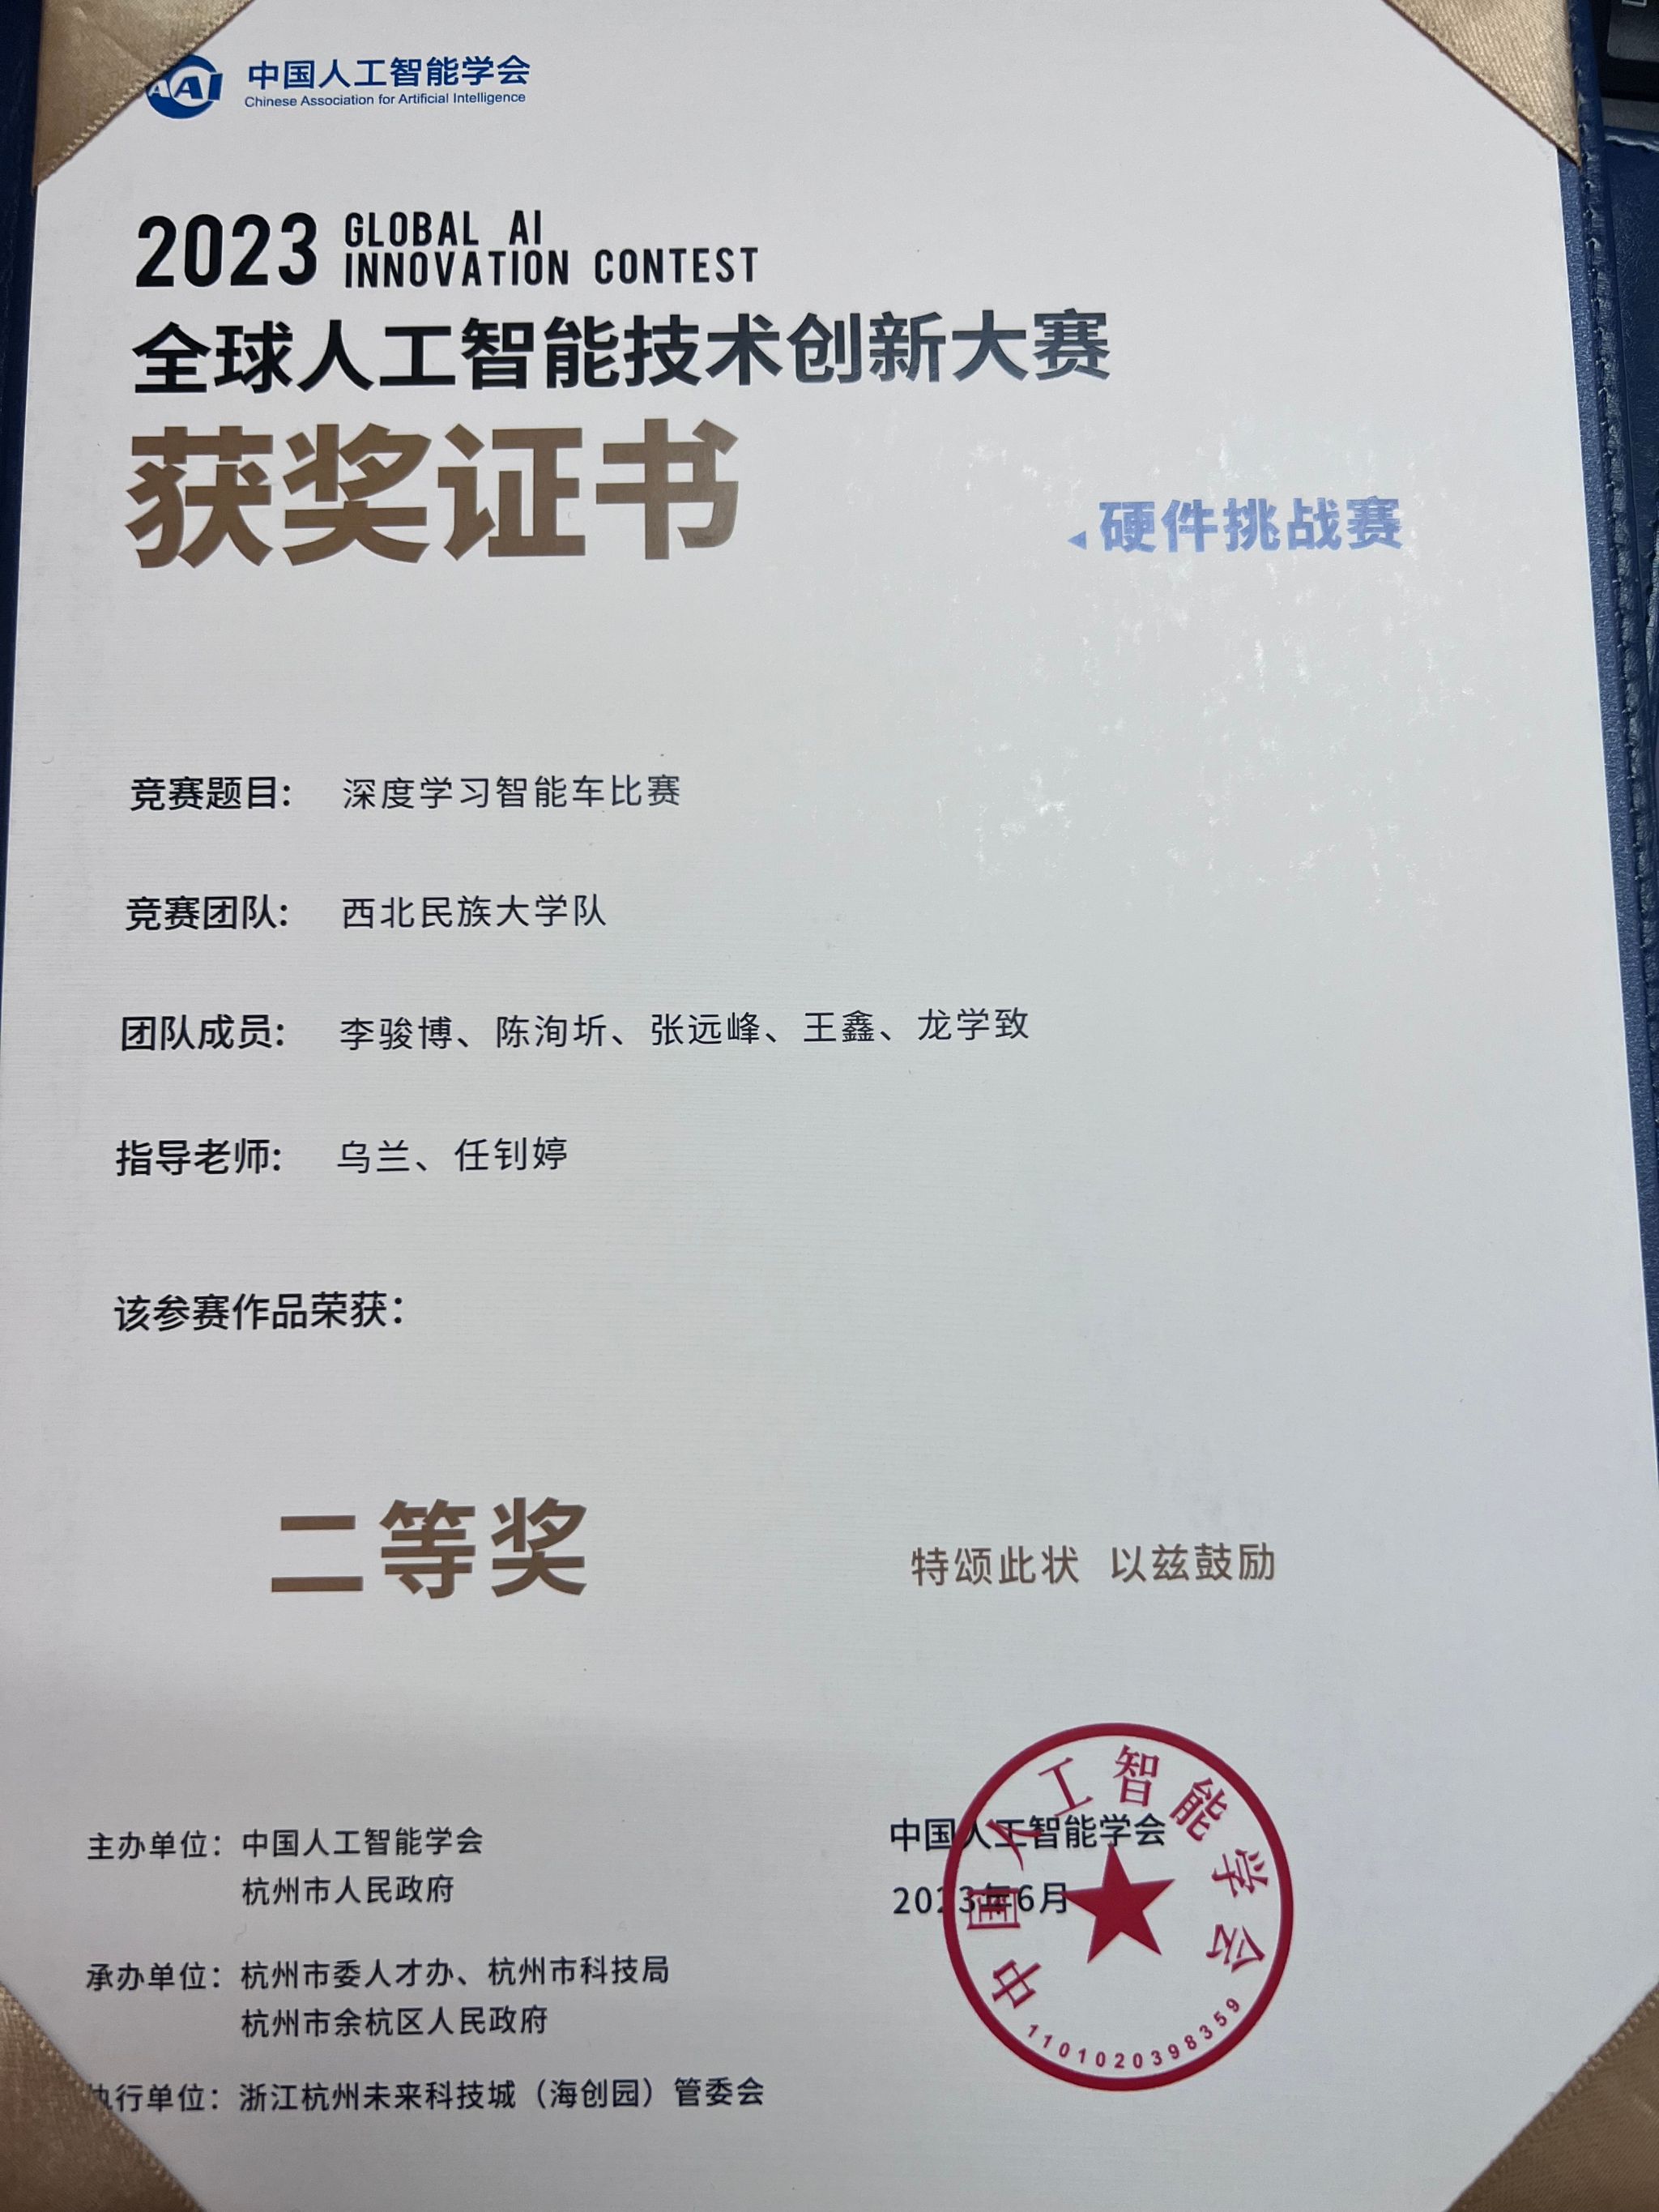 AAI
中国人工智能学会
Chinese Association for Artificial Intelligence
2023 GLOBAL AI
INNOVATION CONTEST
全球人工智能技术创新大赛
获奖证书
硬件挑战赛
竞赛题目: 深度学习智能车比赛
竞赛团队: 西北民族大学队
团队成员: 李骏博、陈洵圻、张远峰、王鑫、龙学致
指导老师: 乌兰、任钊婷
该参赛作品荣获：
二等奖
特颂此状 以兹鼓励
主办单位：中国人工智能学会
杭州市人民政府
中国人工智能学会
2023年6月
中国人工智能学会
1101020398359
承办单位：杭州市委人才办、杭州市科技局
杭州市余杭区人民政府
执行单位：浙江杭州未来科技城（海创园）管委会